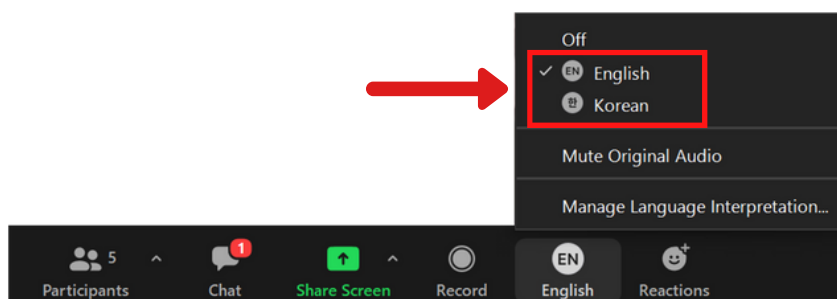 Off
EN English
한 Korean
Mute Original Audio
Manage Language Interpretation...
5 1 EN
Participants Chat Share Screen Record English Reactions